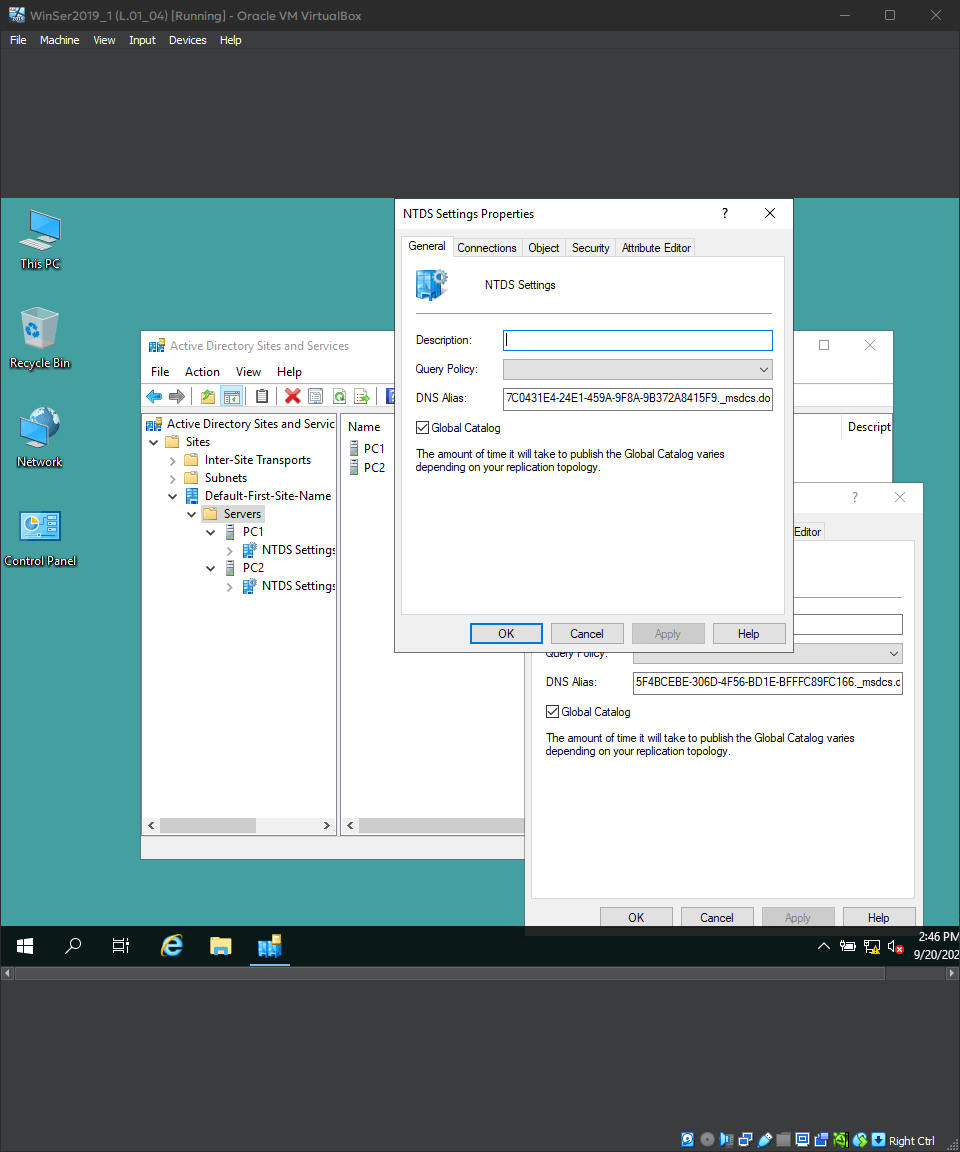 WinSer2019_1 (L.01_04) [Running] - Oracle VM VirtualBox
File Machine View Input Devices Help
This PC
Recycle Bin
Network
Control Panel
Active Directory Sites and Services
File Action View Help
Active Directory Sites and Servic
Sites
Inter-Site Transports
Subnets
Default-First-Site-Name
Servers
PC1
NTDS Settings
PC2
NTDS Settings
Name
PC1
PC2
Descript
NTDS Settings Properties
?
General Connections Object Security Attribute Editor
NTDS Settings
Description:
Query Policy:
DNS Alias: 7C0431E4-24E1-459A-9F8A-9B372A8415F9._msdcs.do
Global Catalog
The amount of time it will take to publish the Global Catalog varies
depending on your replication topology.
OK Cancel Apply Help
?
Editor
Query Policy:
DNS Alias: 5F4BCEBE-306D-4F56-BD1E-BFFFC89FC166._msdcs.d
Global Catalog
The amount of time it will take to publish the Global Catalog varies
depending on your replication topology.
OK Cancel Apply Help
2:46 PM
9/20/202
Right Ctrl